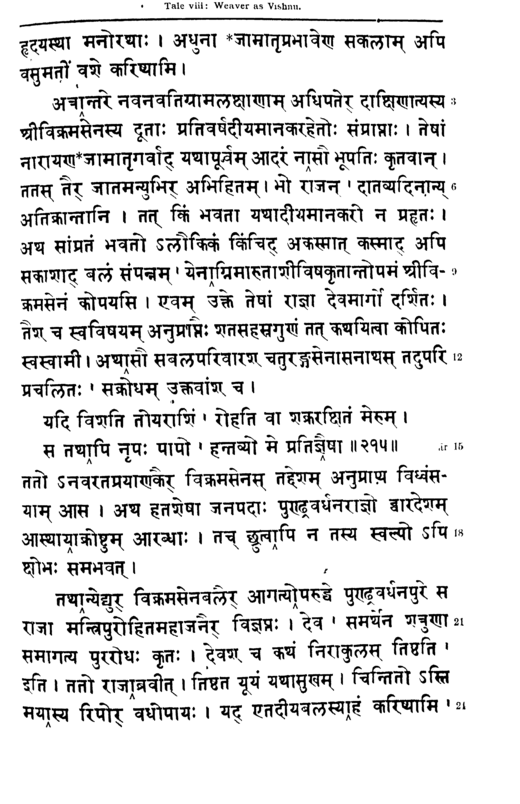 Tale viii: Weaver as Vishnu.
हृदयस्था मनोरथाः । अधुना *जामातृप्रभावेण सकलाम् अपि
वसुमतीं वशे करिष्यामि ।
अत्रान्तरे नवनवतिग्रामलक्षाणाम् अधिपतेर् दाक्षिणात्यस्य 3
श्रीविक्रमसेनस्य दूताः प्रतिवर्षदीयमानकरहेतोः संप्राप्ताः । तेषां
नारायण*जामातृगर्वाद् यथापूर्वम् आदरं नासौ भूपतिः कृतवान् ।
ततस् तैर् जातमन्युभिर् अभिहितम् । भो राजन् ' दातव्यदिनान्य् 6
अतिक्रान्तानि । तत् किं भवता यथादीयमानकरो न प्रहृतः ।
अथ सांप्रतं भवतो ऽलौकिकं किंचिद् अकस्मात् कस्माद् अपि
सकाशाद् बलं संपन्नम् ' येनाग्निमारुताशीविषकृतान्तोपमं श्रीवि- 9
क्रमसेनं कोपयसि । एवम् उक्ते तेषां राज्ञा देवमार्गो दर्शितः ।
तैश् च स्वविषयम् अनुप्राप्तैः शतसहस्रगुणं तत् कथयित्वा कोपितः
स्वस्वामी । अथासौ सबलपरिवारश् चतुरङ्गसेनासनाथस् तदुपरि 12
प्रचलितः ' सक्रोधम् उक्तवांश् च ।
यदि विशति तोयराशिं ' रोहति वा शक्ररक्षितं मेरुम् ।
स तथापि नृपः पापो ' हन्तव्यो मे प्रतिज्ञैषा ॥२१५॥ ār 15
ततो ऽनवरतप्रयाणकैर् विक्रमसेनस् तद्देशम् अनुप्राप्य विध्वंस-
याम् आस । अथ हतशेषा जनपदाः पुण्ड्रवर्धनराज्ञो द्वारदेशम्
आस्थायाक्रोष्टुम् आरब्धाः । तच् छ्रुत्वापि न तस्य स्वल्पो ऽपि 18
क्षोभः समभवत् ।
तथान्येद्युर् विक्रमसेनबलैर् आगत्योपरुद्धे पुण्ड्रवर्धनपुरे स
राजा मन्त्रिपुरोहितमहाजनैर् विज्ञप्तः । देव ' समर्थेन शत्रुणा 21
समागत्य पुररोधः कृतः । देवश् च कथं निराकुलस् तिष्ठति '
इति । ततो राजाब्रवीत् । तिष्ठत यूयं यथासुखम् । चिन्तितो ऽस्ति
मयास्य रिपोर् वधोपायः । यद् एतदीयबलस्याहं करिष्यामि ' 24